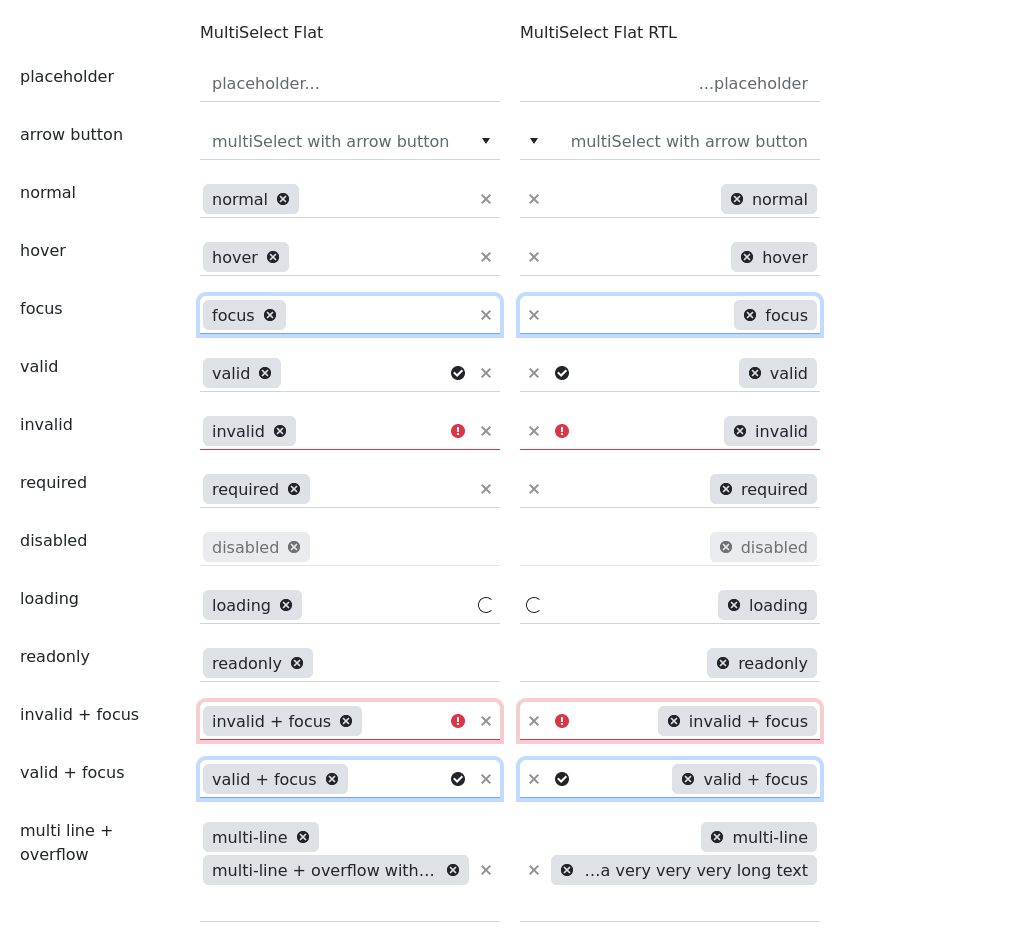 MultiSelect Flat MultiSelect Flat RTL
placeholder placeholder... ...placeholder
arrow button multiSelect with arrow button multiSelect with arrow button
normal normal normal
hover hover hover
focus focus focus
valid valid valid
invalid invalid invalid
required required required
disabled disabled disabled
loading loading loading
readonly readonly readonly
invalid + focus invalid + focus invalid + focus
valid + focus valid + focus valid + focus
multi line + multi-line multi-line
overflow multi-line + overflow with... ...a very very very long text